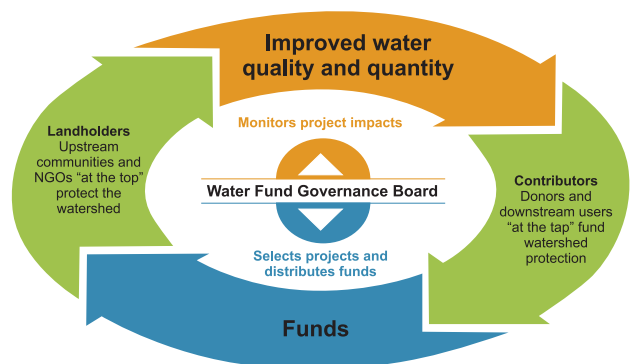 Improved water
quality and quantity
Monitors project impacts
Landholders
Upstream
communities and
NGOs “at the top”
protect the
watershed
Water Fund Governance Board
Contributors
Donors and
downstream users
“at the tap” fund
watershed
protection
Selects projects and
distributes funds
Funds